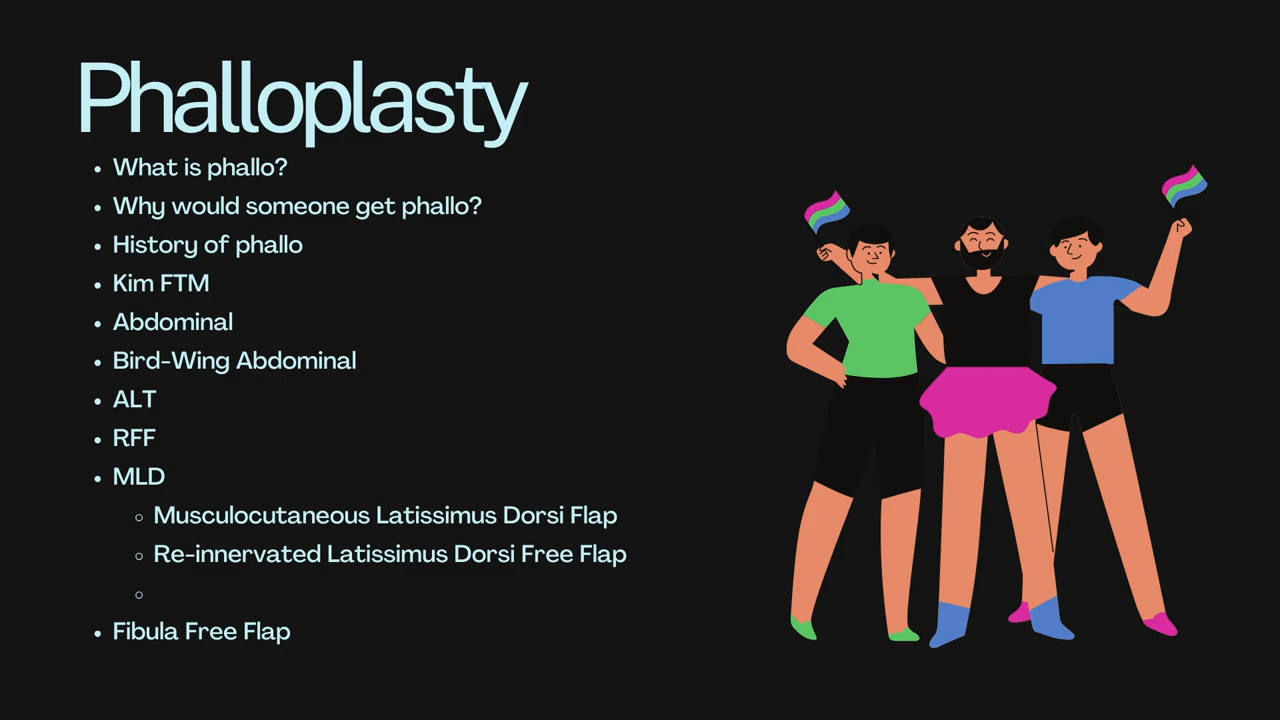 Phalloplasty
• What is phallo?
• Why would someone get phallo?
• History of phallo
• Kim FTM
• Abdominal
• Bird-Wing Abdominal
• ALT
• RFF
• MLD
◦ Musculocutaneous Latissimus Dorsi Flap
◦ Re-innervated Latissimus Dorsi Free Flap
◦
• Fibula Free Flap